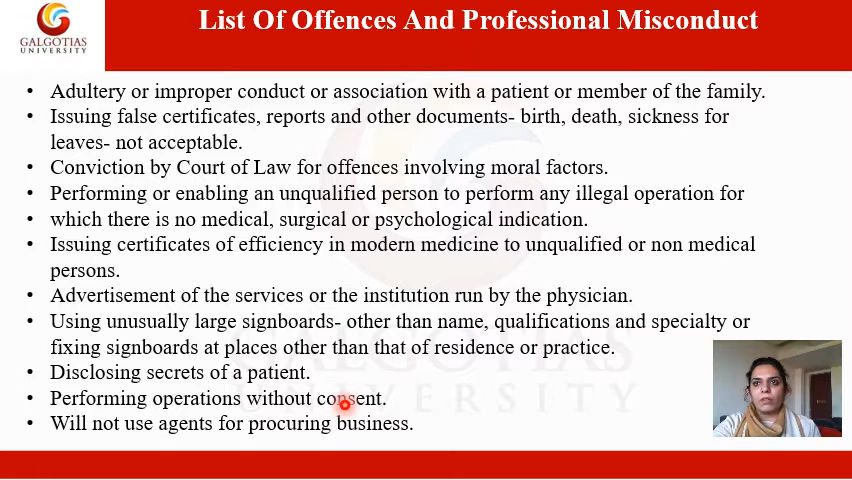 List Of Offences And Professional Misconduct
GALGOTIAS
UNIVERSITY
• Adultery or improper conduct or association with a patient or member of the family.
• Issuing false certificates, reports and other documents- birth, death, sickness for
leaves- not acceptable.
• Conviction by Court of Law for offences involving moral factors.
• Performing or enabling an unqualified person to perform any illegal operation for
• which there is no medical, surgical or psychological indication.
• Issuing certificates of efficiency in modern medicine to unqualified or non medical
persons.
• Advertisement of the services or the institution run by the physician.
• Using unusually large signboards- other than name, qualifications and specialty or
fixing signboards at places other than that of residence or practice.
• Disclosing secrets of a patient.
• Performing operations without consent.
• Will not use agents for procuring business.
GALGOTIAS
UNIVERSITY